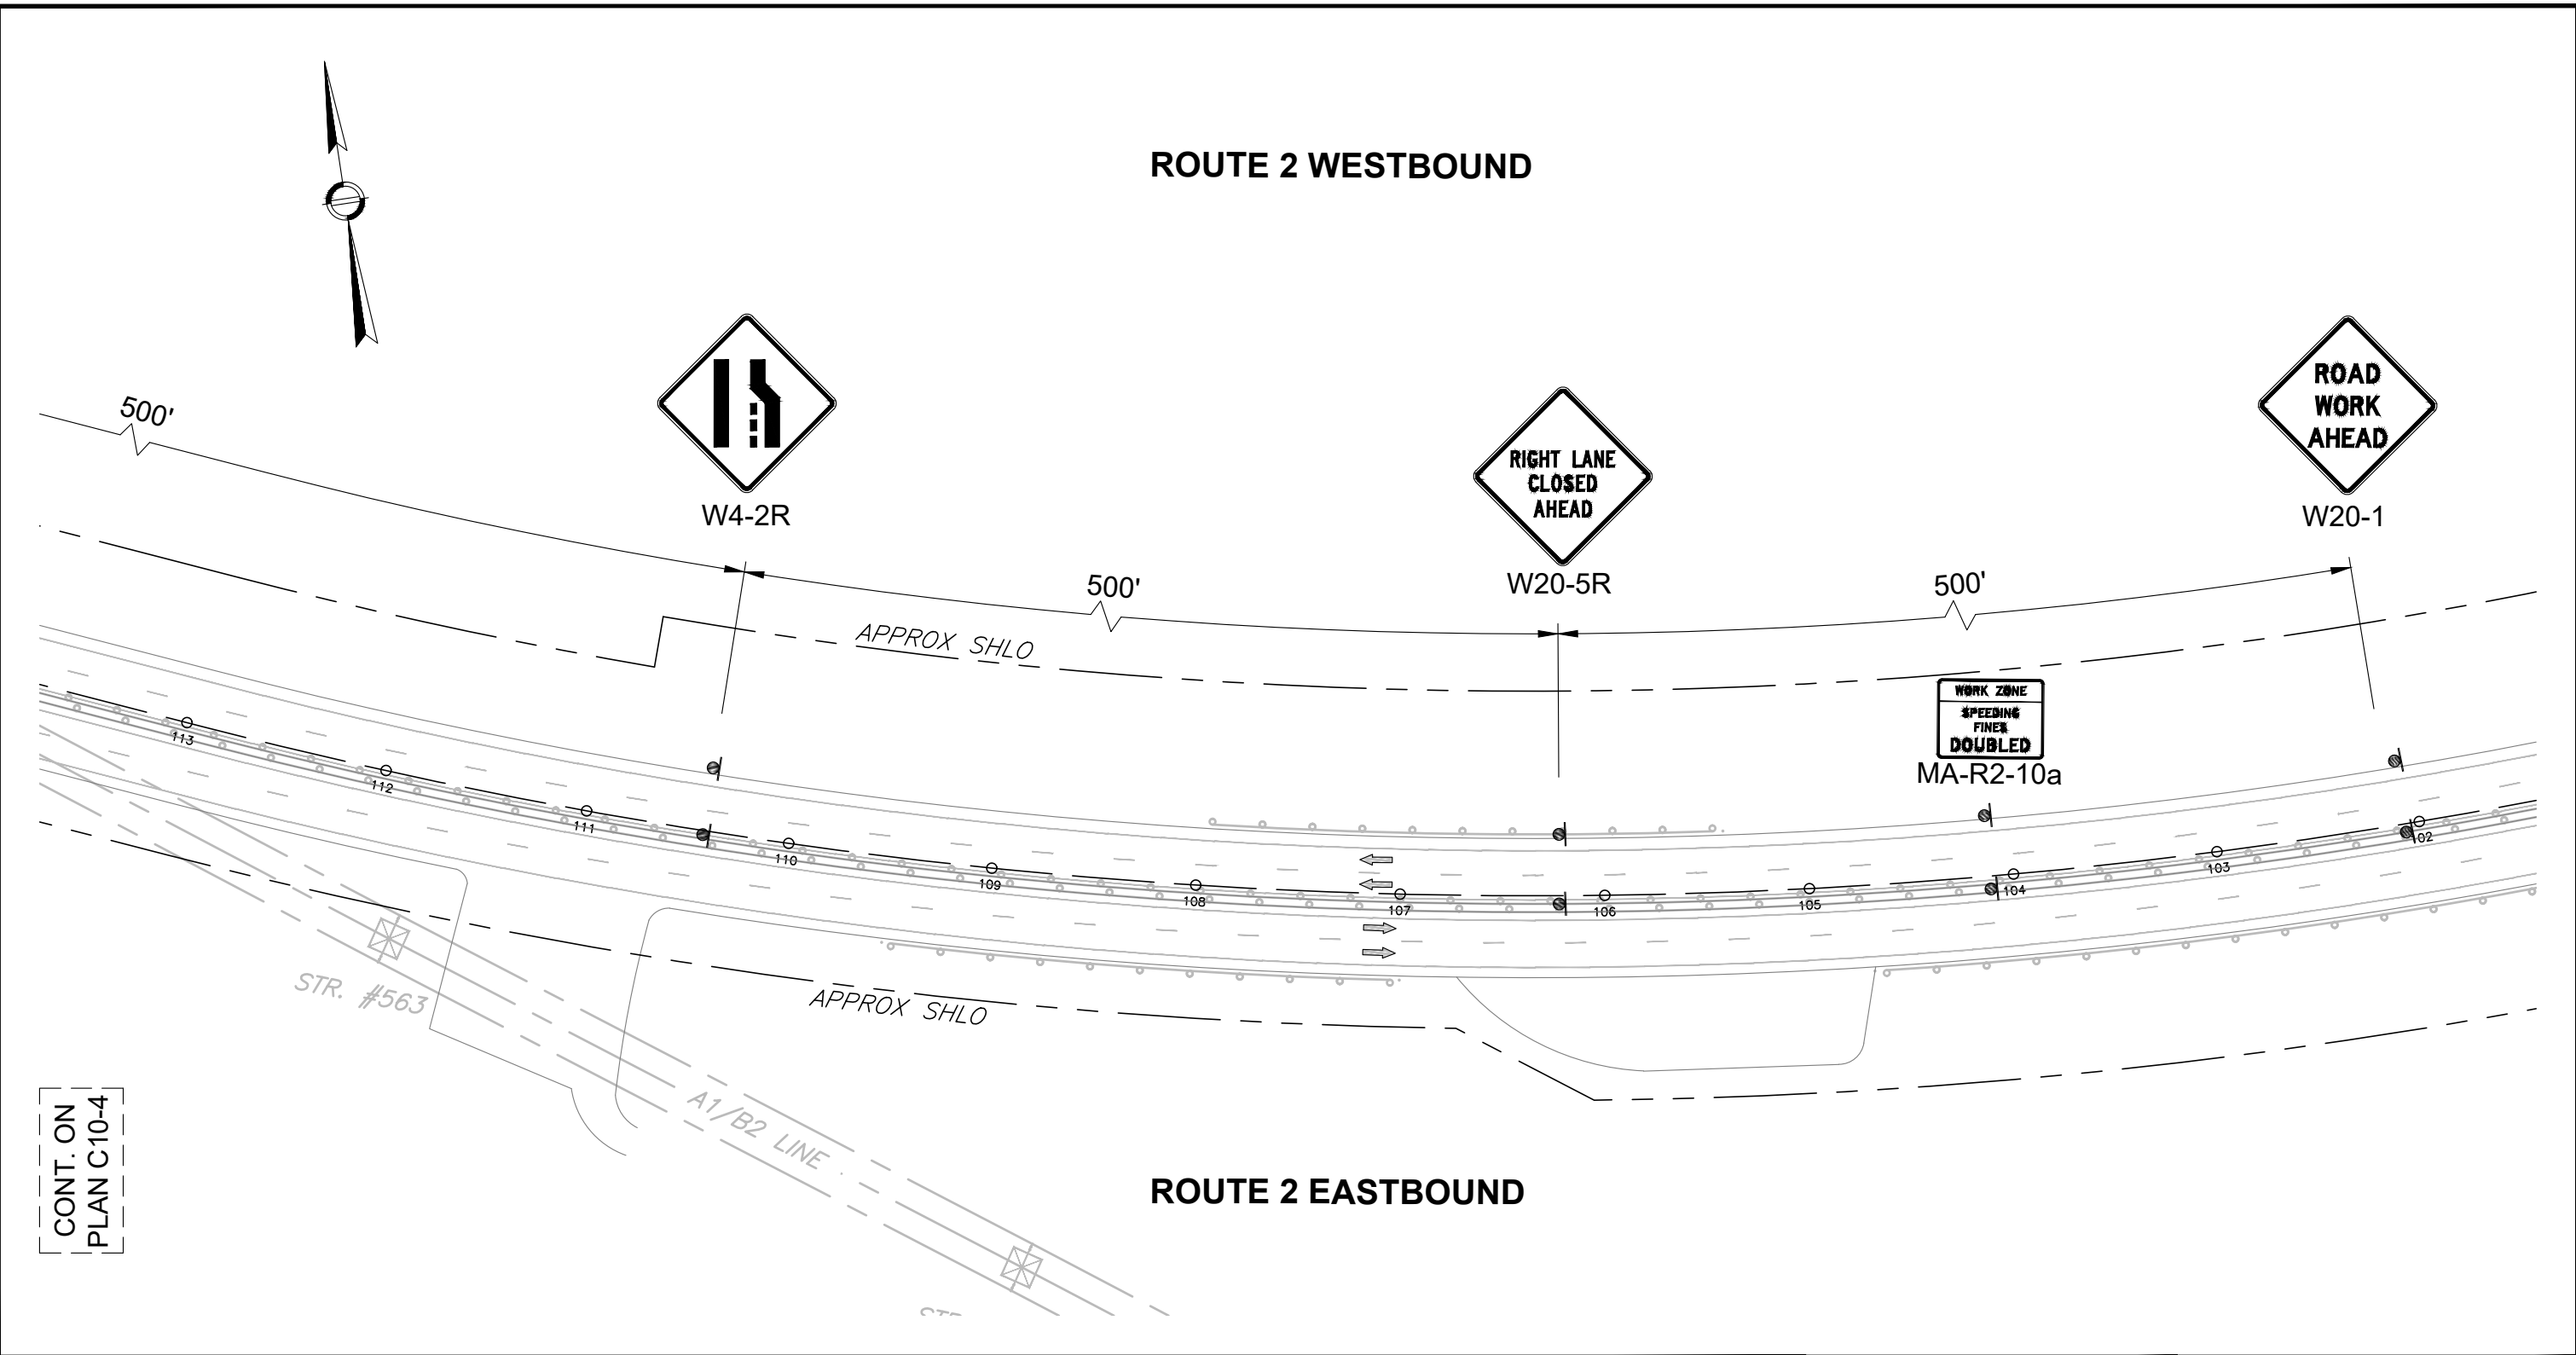 ROUTE 2 WESTBOUND
500'
W4-2R
RIGHT LANE
CLOSED
AHEAD
W20-5R
ROAD
WORK
AHEAD
W20-1
500'
500'
APPROX SHLO
WORK ZONE
SPEEDING
FINES
DOUBLED
MA-R2-10a
113
112
111
110
109
108
107
106
105
104
103
102
STR. #563
APPROX SHLO
A1/B2 LINE
CONT. ON
PLAN C10-4
ROUTE 2 EASTBOUND